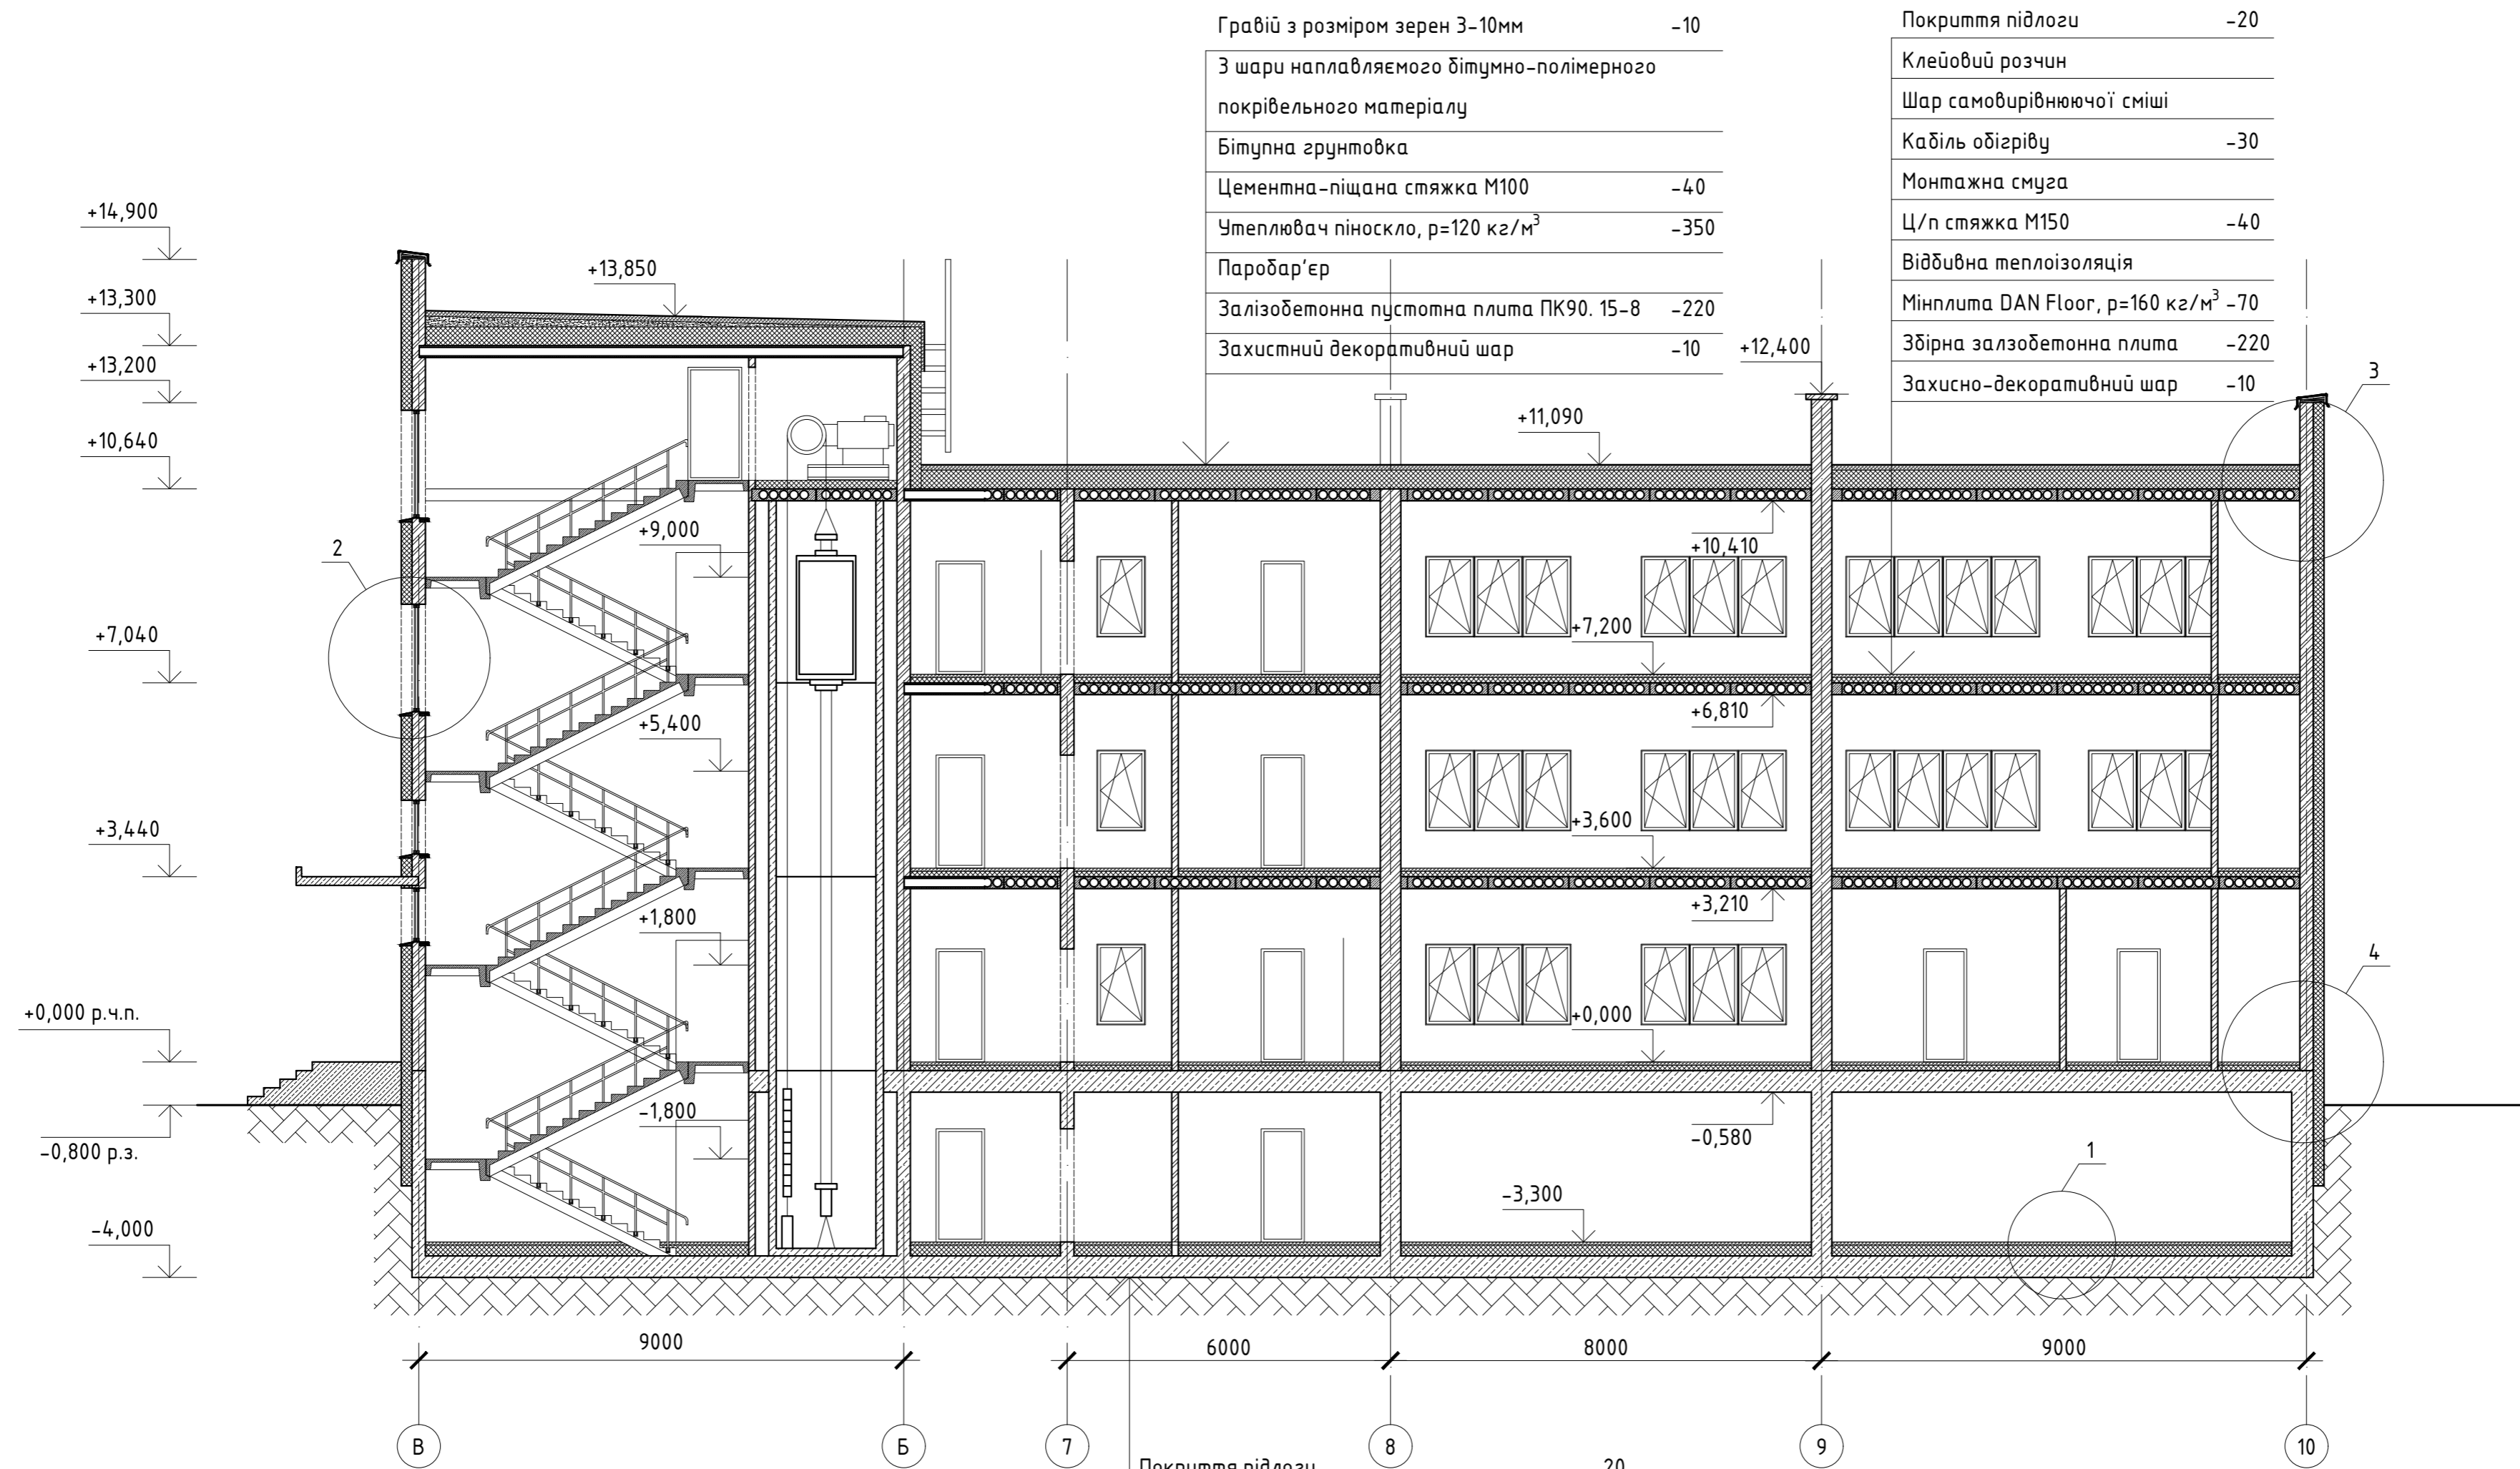 Гравій з розміром зерен 3-10мм -10
3 шари наплавляємого бітумно-полімерного
покрівельного матеріалу
Бітупна грунтовка
Цементна-піщана стяжка М100 -40
Утеплювач піноскло, р=120 кг/м³ -350
Паробар'єр
Залізобетонна пустотна плита ПК90. 15-8 -220
Захистний декоративний шар -10
Покриття підлоги -20
Клейовий розчин
Шар самовирівнюючої сміші
Кабіль обігріву -30
Монтажна смуга
Ц/п стяжка М150 -40
Відбивна теплоізоляція
Мінплита DAN Floor, р=160 кг/м³ -70
Збірна залзобетонна плита -220
Захисно-декоративний шар -10
+14,900
+13,300
+13,200
+10,640
+7,040
+3,440
+0,000 р.ч.п.
-0,800 р.з.
-4,000
+13,850
+12,400
+11,090
3
2
+9,000
+10,410
+7,200
+6,810
+5,400
+3,600
+3,210
+1,800
4
+0,000
-1,800
-0,580
1
-3,300
9000
6000
8000
9000
В
Б
7
8
9
10
Покриття підлоги 20